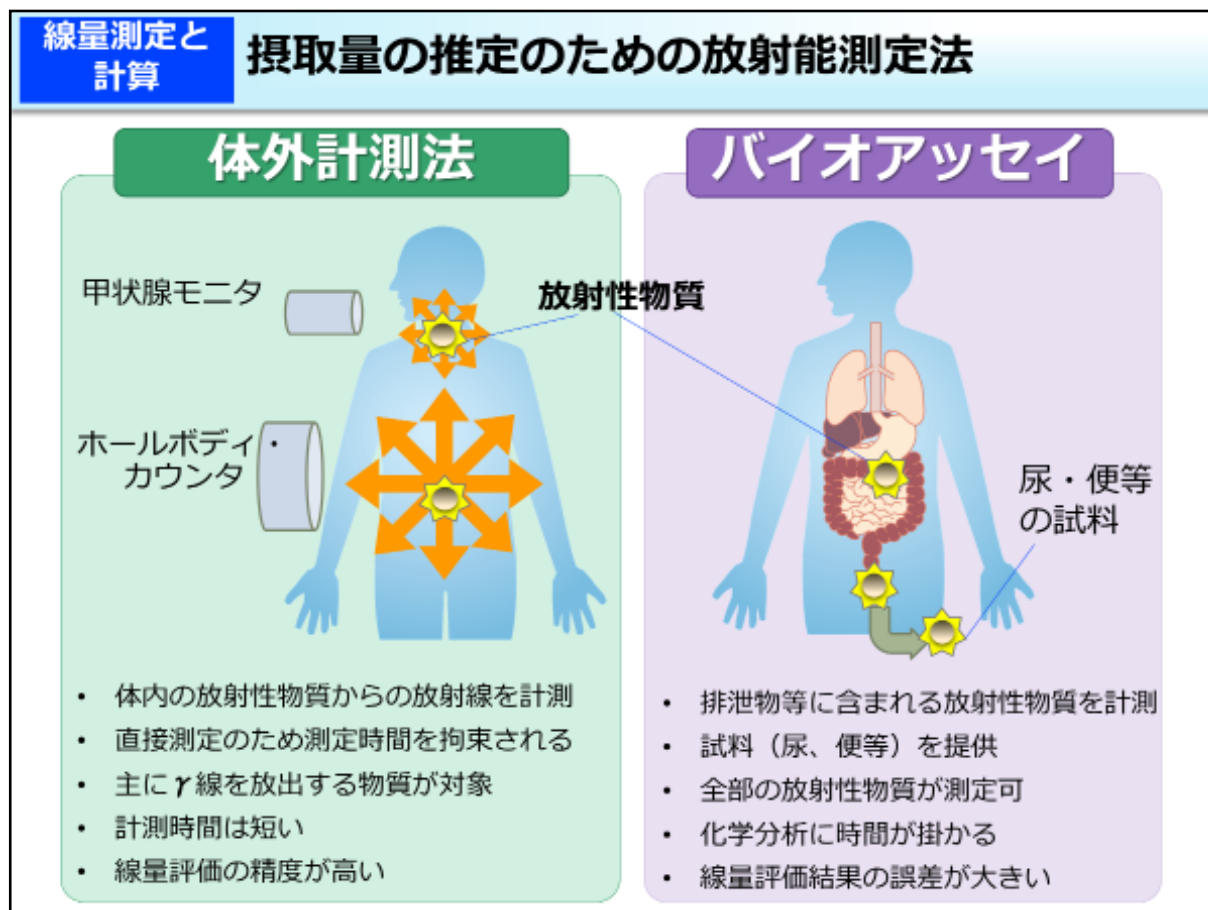 線量測定と
計算
摂取量の推定のための放射能測定法
体外計測法
甲状腺モニタ
ホールボディ・
カウンタ
• 体内の放射性物質からの放射線を計測
• 直接測定のため測定時間を拘束される
• 主にγ線を放出する物質が対象
• 計測時間は短い
• 線量評価の精度が高い
放射性物質
バイオアッセイ
尿・便等
の試料
• 排泄物等に含まれる放射性物質を計測
• 試料（尿、便等）を提供
• 全部の放射性物質が測定可
• 化学分析に時間が掛かる
• 線量評価結果の誤差が大きい